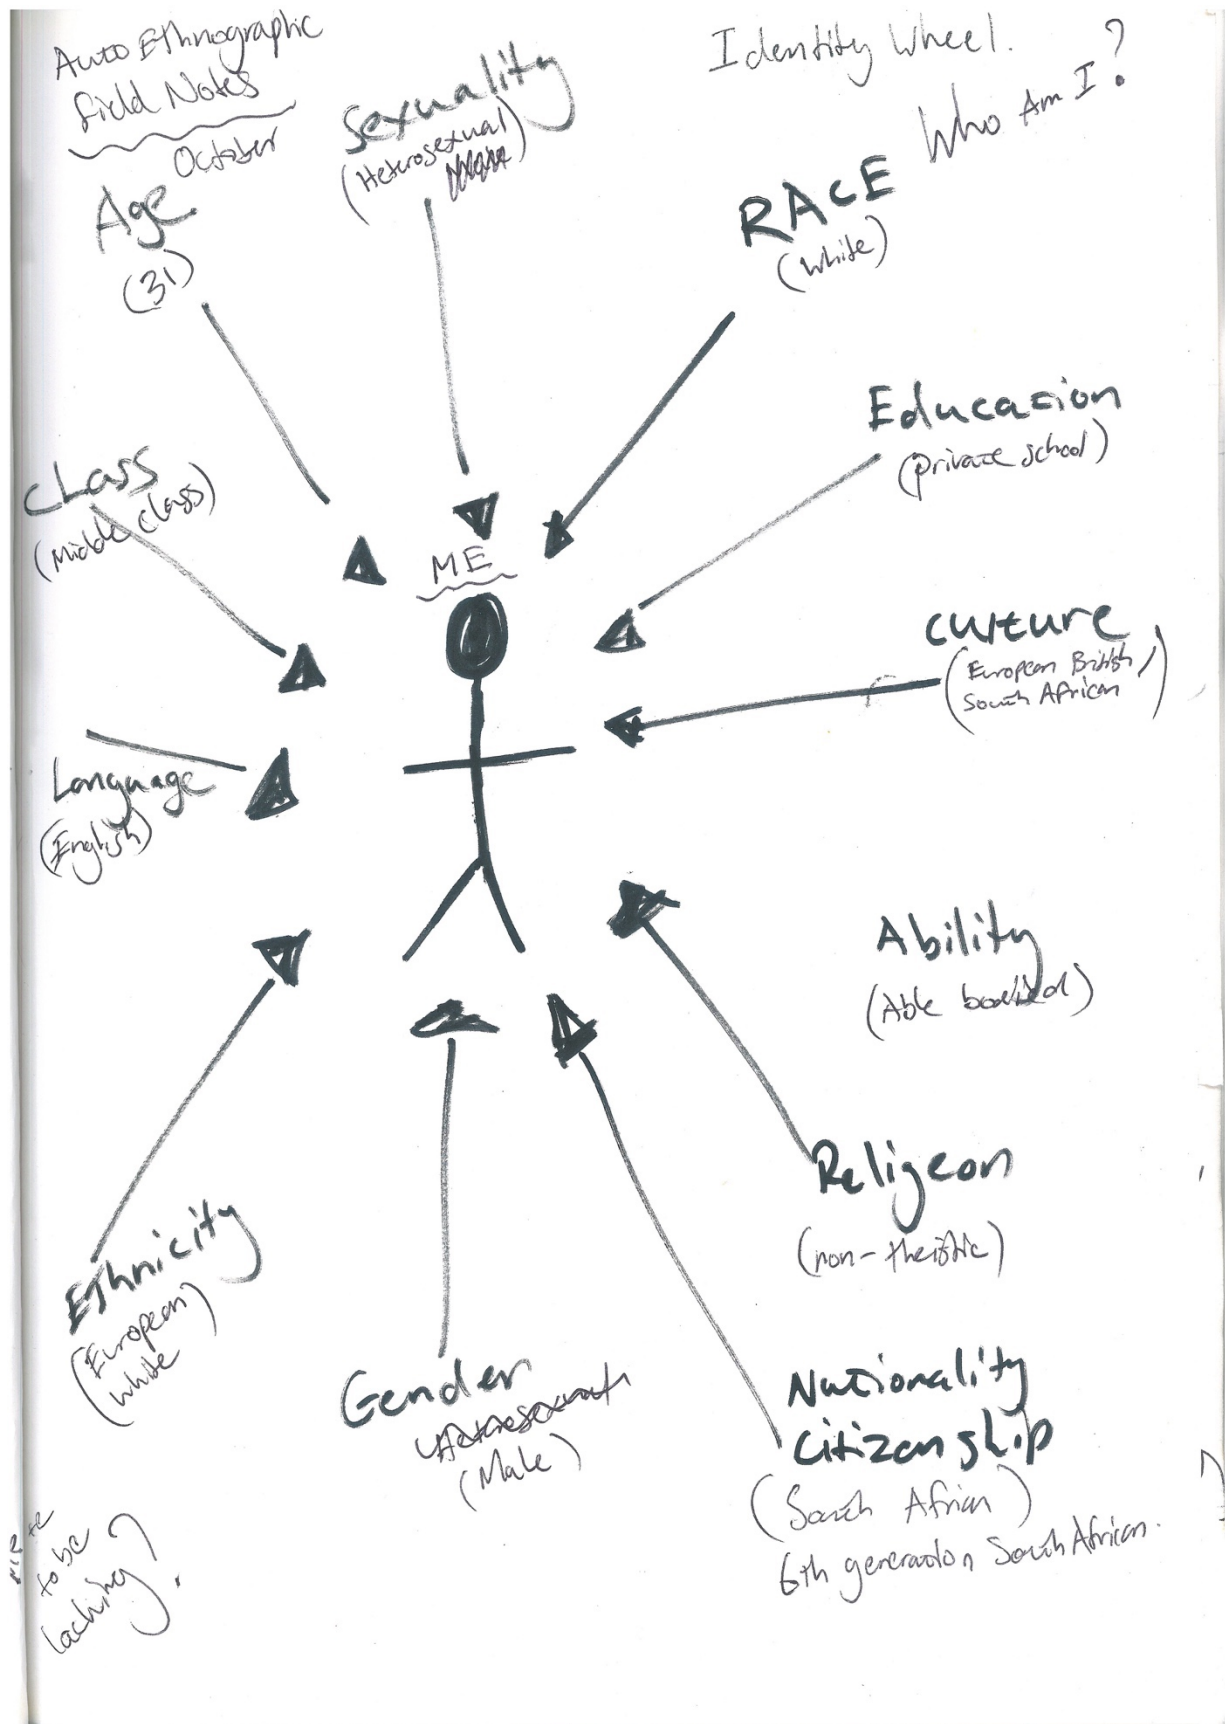 Auto Ethnographic
field Notes
October
Identity Wheel.
Who Am I?
Sexuality
(Heterosexual)
Age
(31)
RACE
(White)
Education
(private school)
cLass
(Middle Class)
ME
culture
(European British,
South African)
Language
(English)
Ability
(Able bodied)
Religeon
(non-theistic)
Ethnicity
(European
white)
Gender
Heterosexual
(Male)
Nationality
citizenship
(South African)
6th generation South African.
to be
lacking?